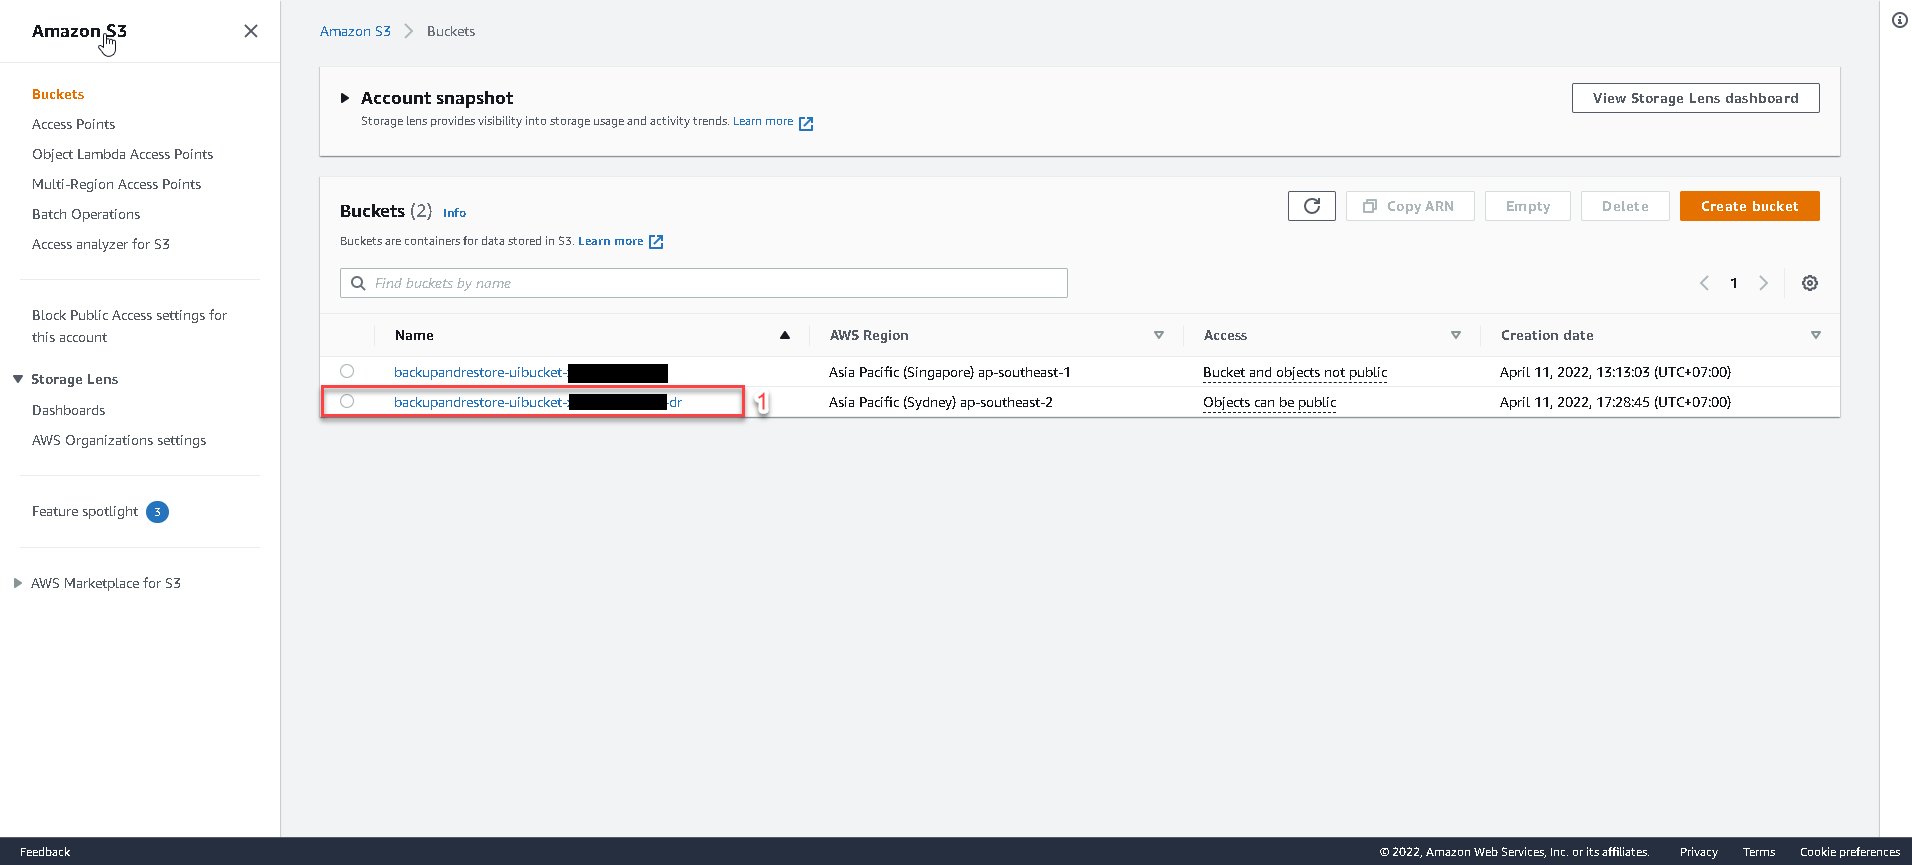 Amazon S3
Buckets
Access Points
Object Lambda Access Points
Multi-Region Access Points
Batch Operations
Access analyzer for S3
Block Public Access settings for
this account
Storage Lens
Dashboards
AWS Organizations settings
Feature spotlight 3
AWS Marketplace for S3
Amazon S3 Buckets
Account snapshot
Storage lens provides visibility into storage usage and activity trends. Learn more
View Storage Lens dashboard
Buckets (2) Info
Buckets are containers for data stored in S3. Learn more
Copy ARN Empty Delete Create bucket
Find buckets by name
1
Name AWS Region Access Creation date
backupandrestore-uibucket- Asia Pacific (Singapore) ap-southeast-1 Bucket and objects not public April 11, 2022, 13:13:03 (UTC+07:00)
backupandrestore-uibucket- -dr 1 Asia Pacific (Sydney) ap-southeast-2 Objects can be public April 11, 2022, 17:28:45 (UTC+07:00)
Feedback © 2022, Amazon Web Services, Inc. or its affiliates. Privacy Terms Cookie preferences